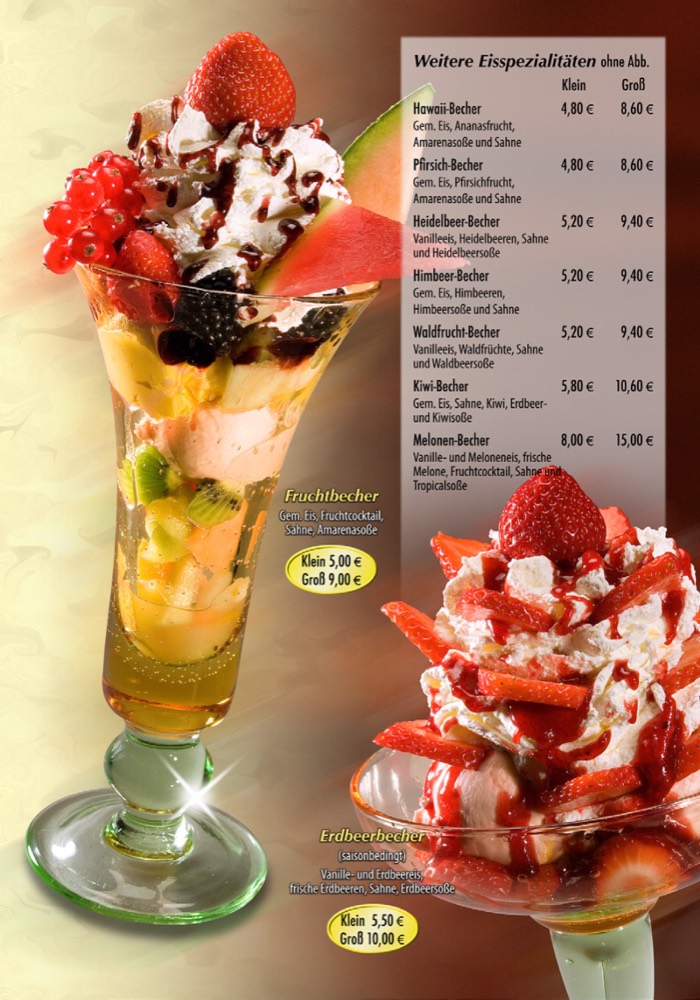 Weitere Eisspezialitäten ohne Abb.
Klein Groß
Hawaii-Becher 4,80 € 8,60 €
Gem. Eis, Ananasfrucht,
Amarenasoße und Sahne
Pfirsich-Becher 4,80 € 8,60 €
Gem. Eis, Pfirsichfrucht,
Amarenasoße und Sahne
Heidelbeer-Becher 5,20 € 9,40 €
Vanilleeis, Heidelbeeren, Sahne
und Heidelbeersoße
Himbeer-Becher 5,20 € 9,40 €
Gem. Eis, Himbeeren,
Himbeersoße und Sahne
Waldfrucht-Becher 5,20 € 9,40 €
Vanilleeis, Waldfrüchte, Sahne
und Waldbeersoße
Kiwi-Becher 5,80 € 10,60 €
Gem. Eis, Sahne, Kiwi, Erdbeer-
und Kiwisoße
Melonen-Becher 8,00 € 15,00 €
Vanille- und Meloneneis, frische
Melone, Fruchtcocktail, Sahne und
Tropicalsoße
Fruchtbecher
Gem. Eis, Fruchtcocktail,
Sahne, Amarenasoße
Klein 5,00 €
Groß 9,00 €
Erdbeerbecher
(saisonbedingt)
Vanille- und Erdbeereis,
frische Erdbeeren, Sahne, Erdbeersoße
Klein 5,50 €
Groß 10,00 €